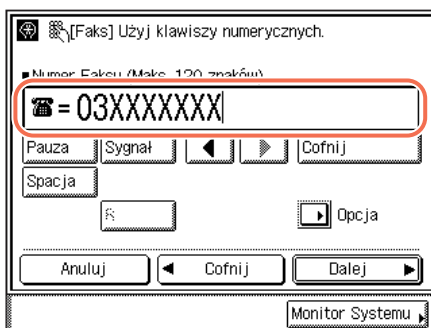 [Faks] Użyj klawiszy numerycznych.
■Numer Faksu (Maks. 120 znaków)
☎= 03XXXXXXX
Pauza Sygnał ◀ ▶ Cofnij
Spacja
R Opcja
Anuluj ◀ Cofnij Dalej ▶
Monitor Systemu